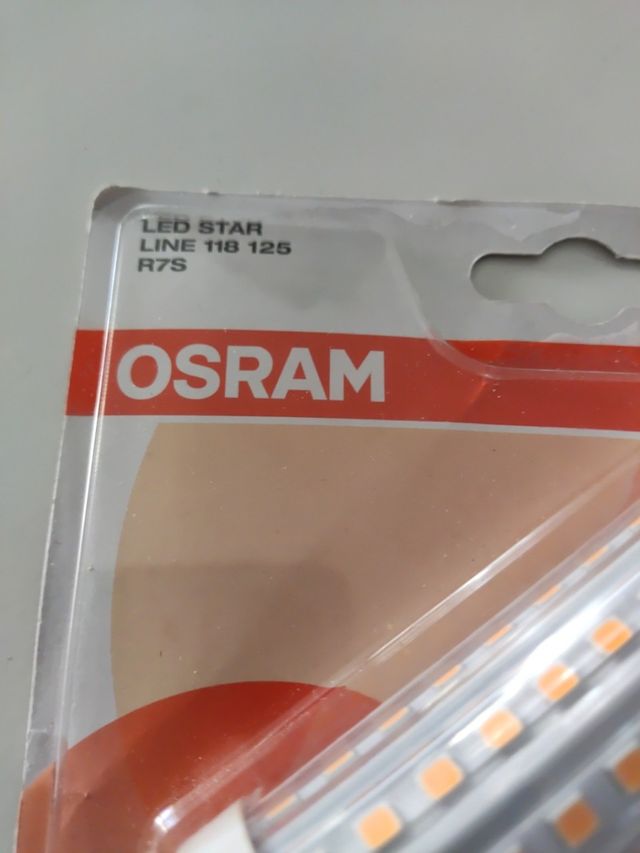 LED STAR
LINE 118 125
R7S
OSRAM